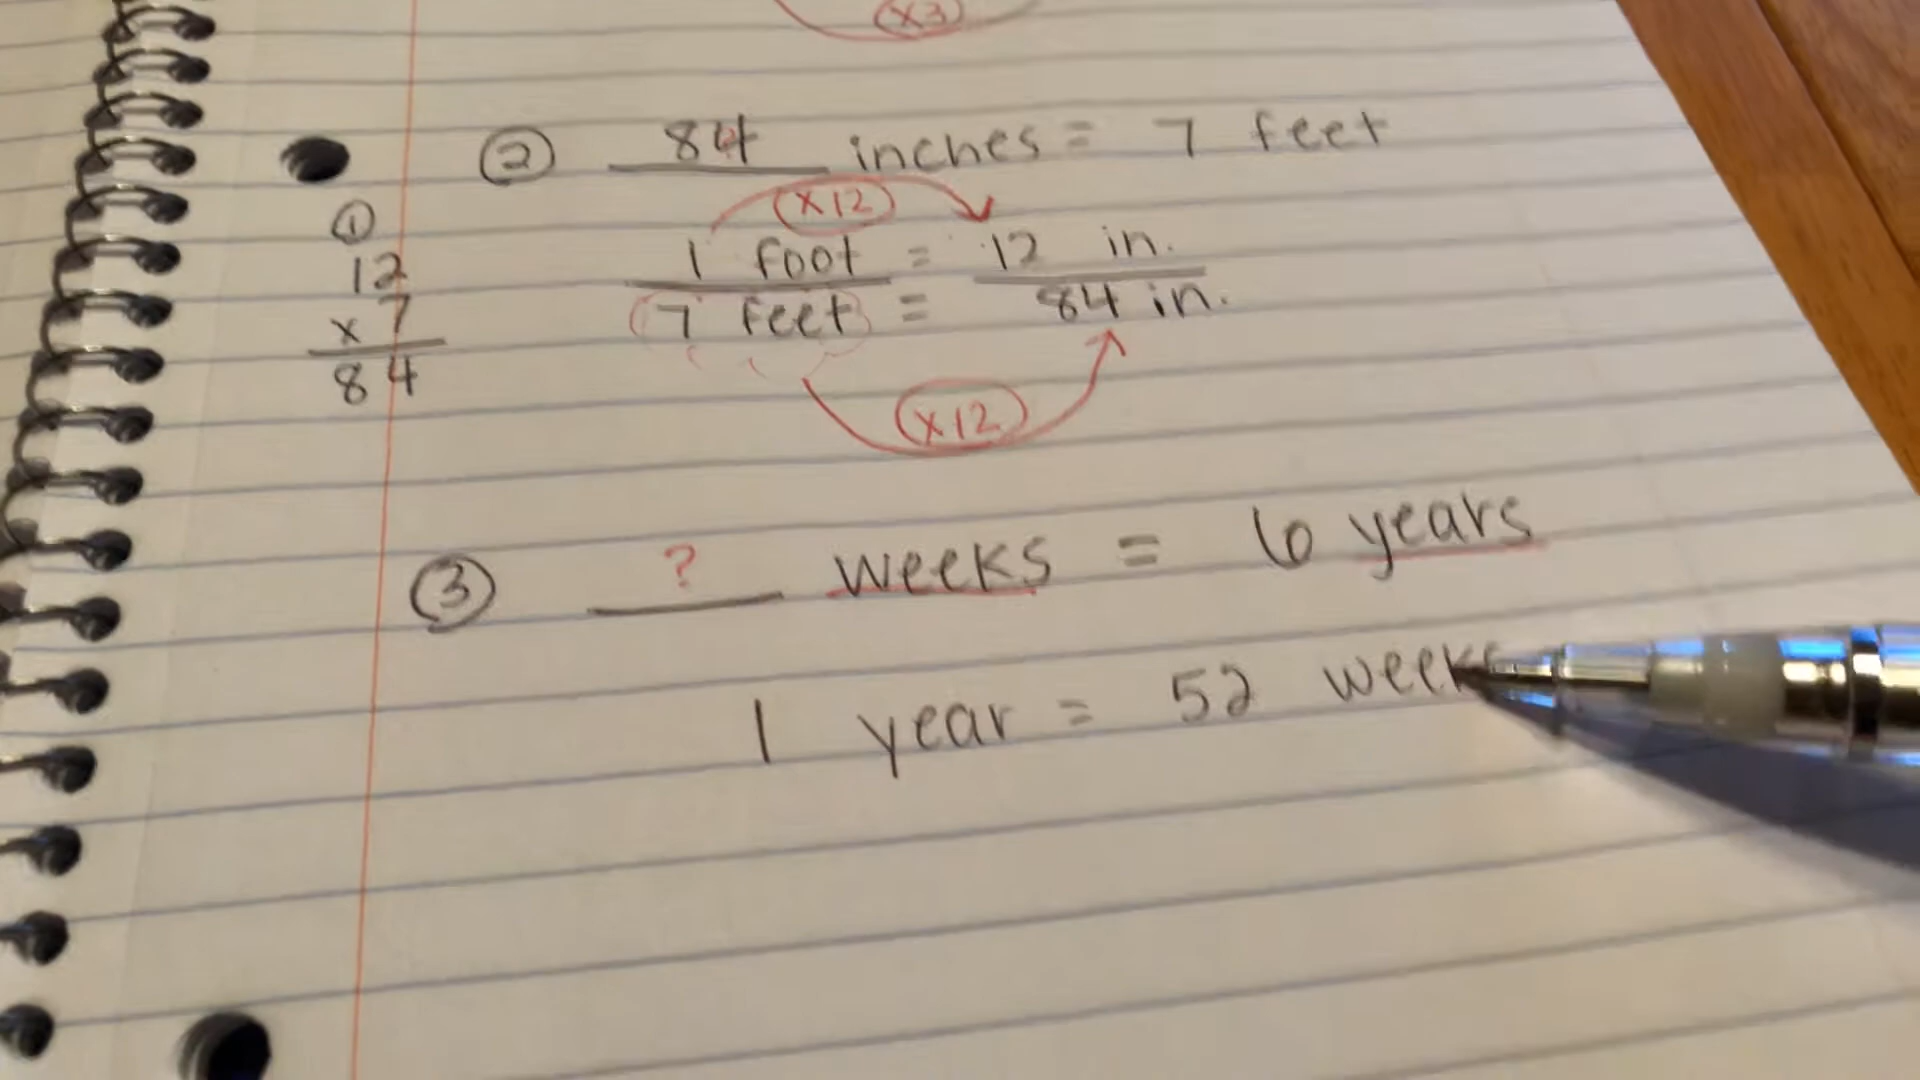 (x3)
② 84 inches = 7 feet
(x12)
①
12
x 7
84
1 foot = 12 in.
7 feet = 84 in.
(x12)
③ ? weeks = 6 years
1 year = 52 weeks